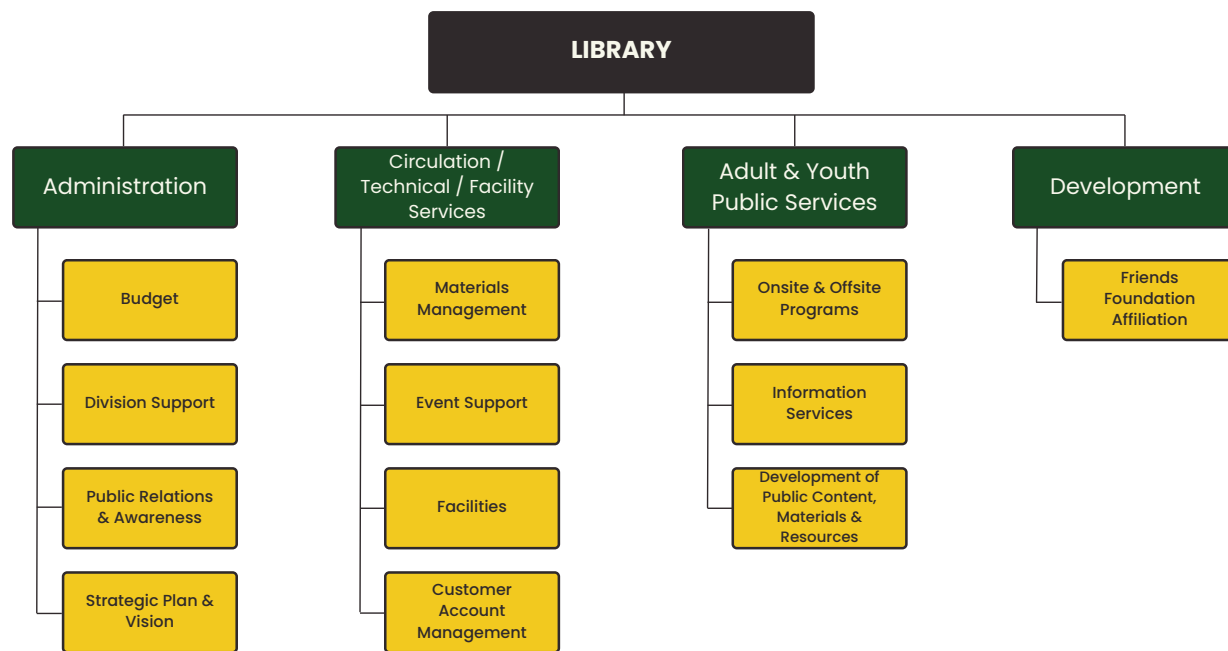 LIBRARY
Administration
Budget
Division Support
Public Relations
& Awareness
Strategic Plan &
Vision
Circulation /
Technical / Facility
Services
Materials
Management
Event Support
Facilities
Customer
Account
Management
Adult & Youth
Public Services
Onsite & Offsite
Programs
Information
Services
Development of
Public Content,
Materials &
Resources
Development
Friends
Foundation
Affiliation